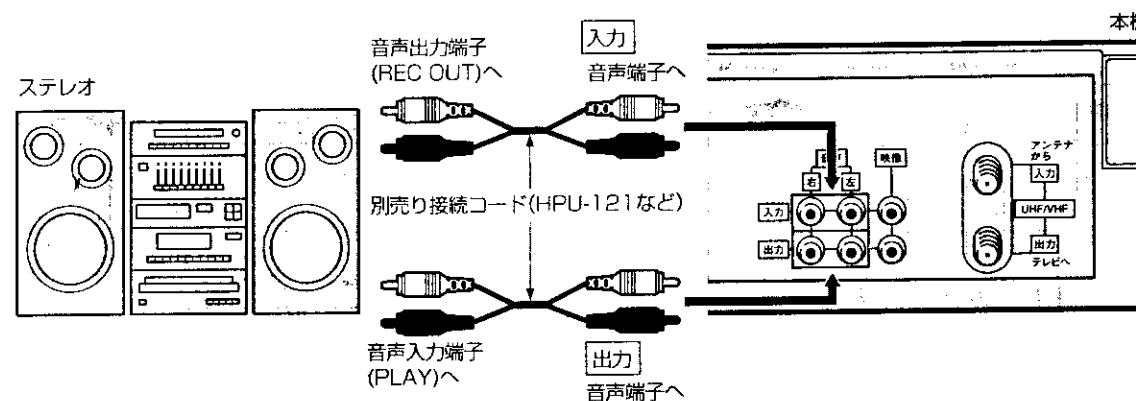 本機
音声出力端子
(REC OUT)へ
入力
音声端子へ
ステレオ
アンテナ
から
入力
UHF/VHF
出力
テレビへ
映像
右
左
入力
出力
別売り接続コード(HPU-121など)
音声入力端子
(PLAY)へ
出力
音声端子へ